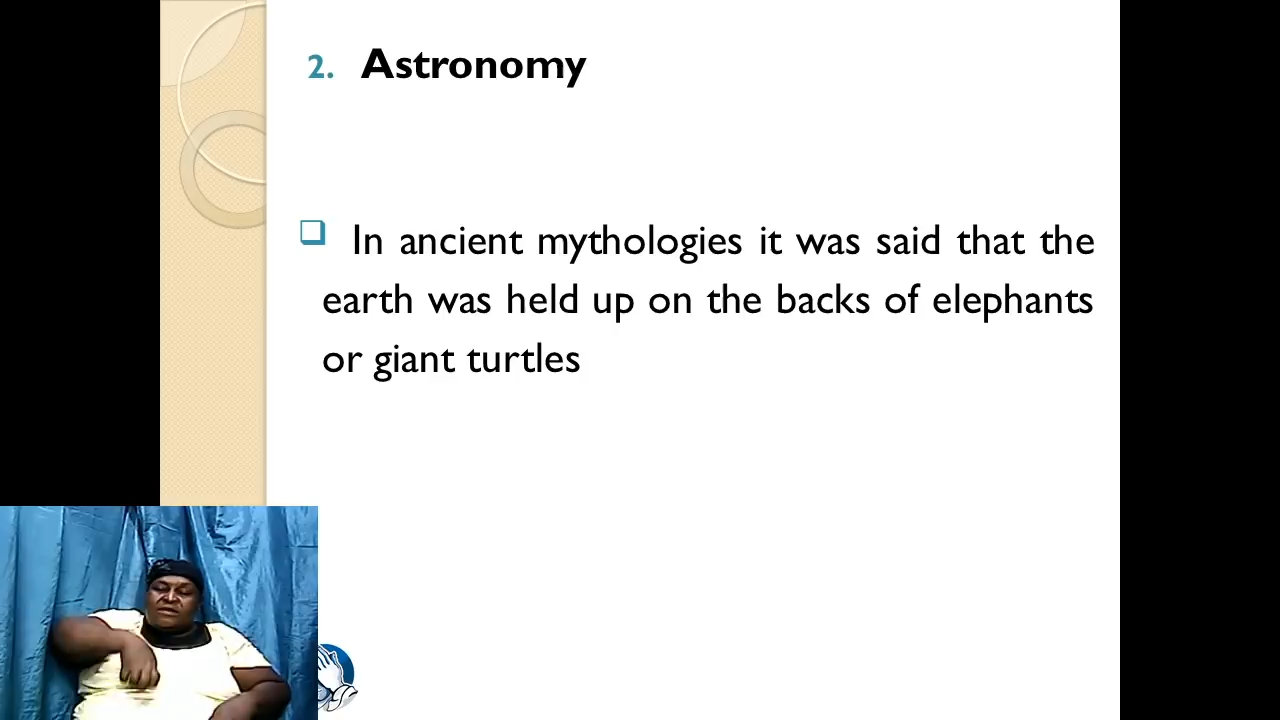 2. Astronomy
In ancient mythologies it was said that the
earth was held up on the backs of elephants
or giant turtles